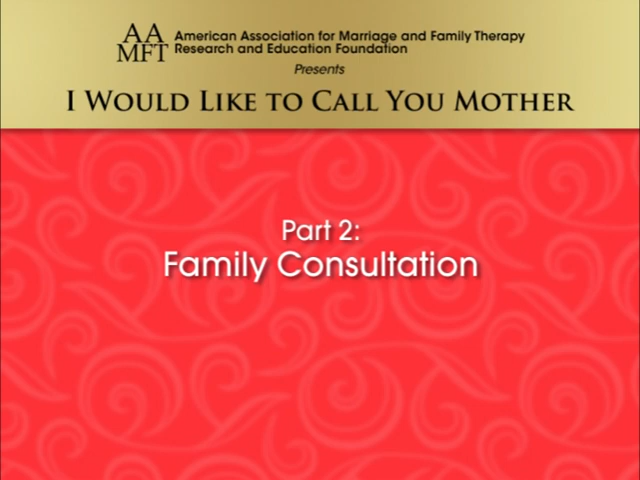 AA
MFT
American Association for Marriage and Family Therapy
Research and Education Foundation
Presents
I Would Like to Call You Mother
Part 2:
Family Consultation